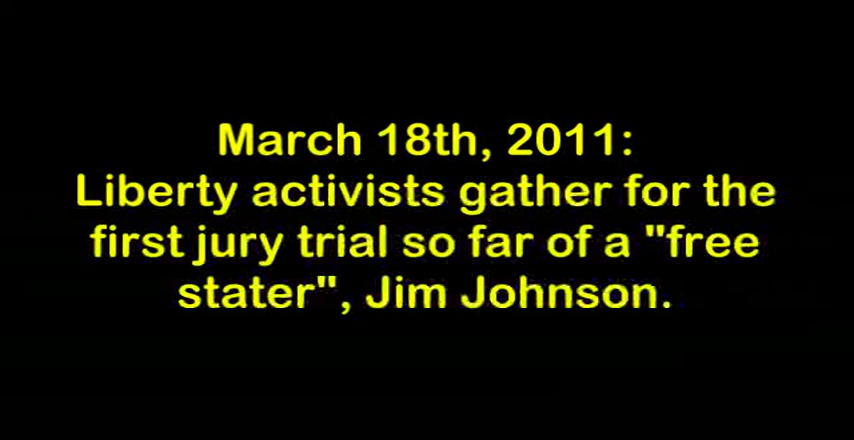 March 18th, 2011:
Liberty activists gather for the
first jury trial so far of a "free
stater", Jim Johnson.